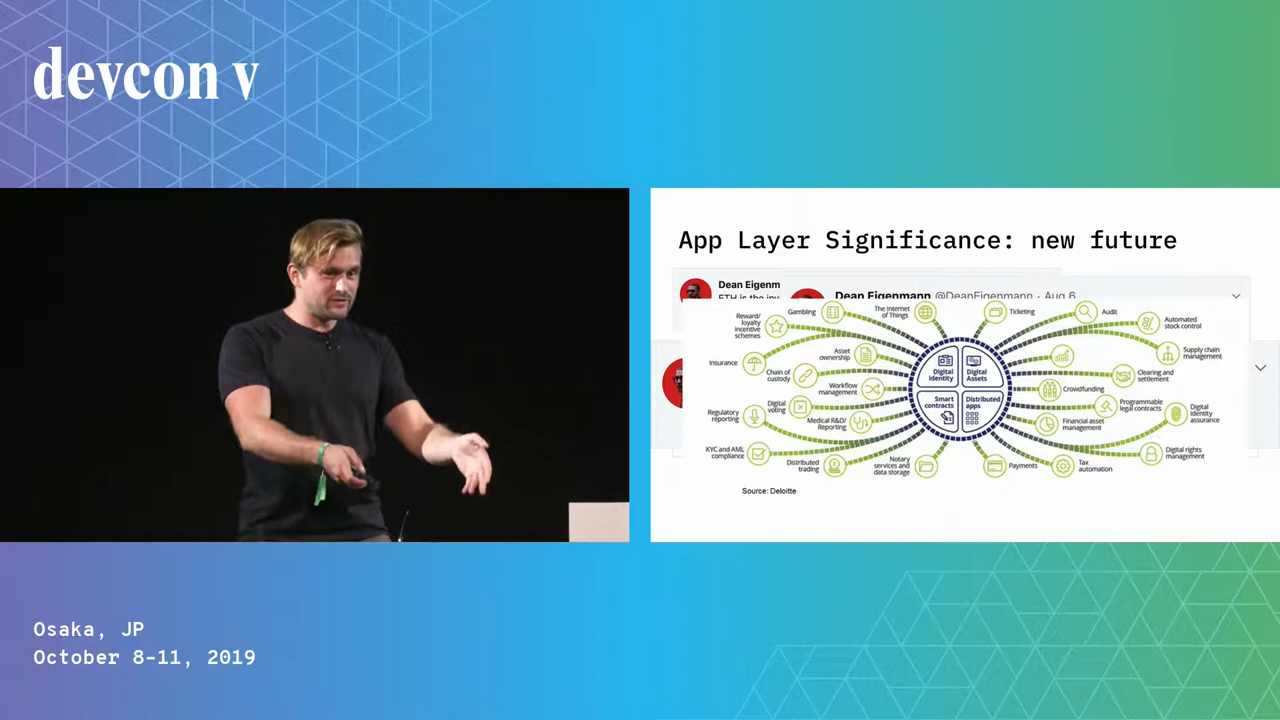 devcon v
App Layer Significance: new future
Dean Eigenm
ETH is the inv
Dean Eigenmann @DeanEigenmann · Aug 6
Reward/
loyalty
incentive
schemes
Gambling
The Internet
of Things
Ticketing
Audit
Automated
stock control
Insurance
Asset
ownership
Supply chain
management
Chain of
custody
Workflow
management
Digital
identity
Digital
Assets
Crowdfunding
Clearing and
settlement
Regulatory
reporting
Digital
voting
Medical R&D/
Reporting
Smart
contracts
Distributed
apps
Financial asset
management
Programmable
legal contracts
Digital
identity
assurance
KYC and AML
compliance
Distributed
trading
Notary
services and
data storage
Payments
Tax
automation
Digital rights
management
Source: Deloitte
Osaka, JP
October 8-11, 2019